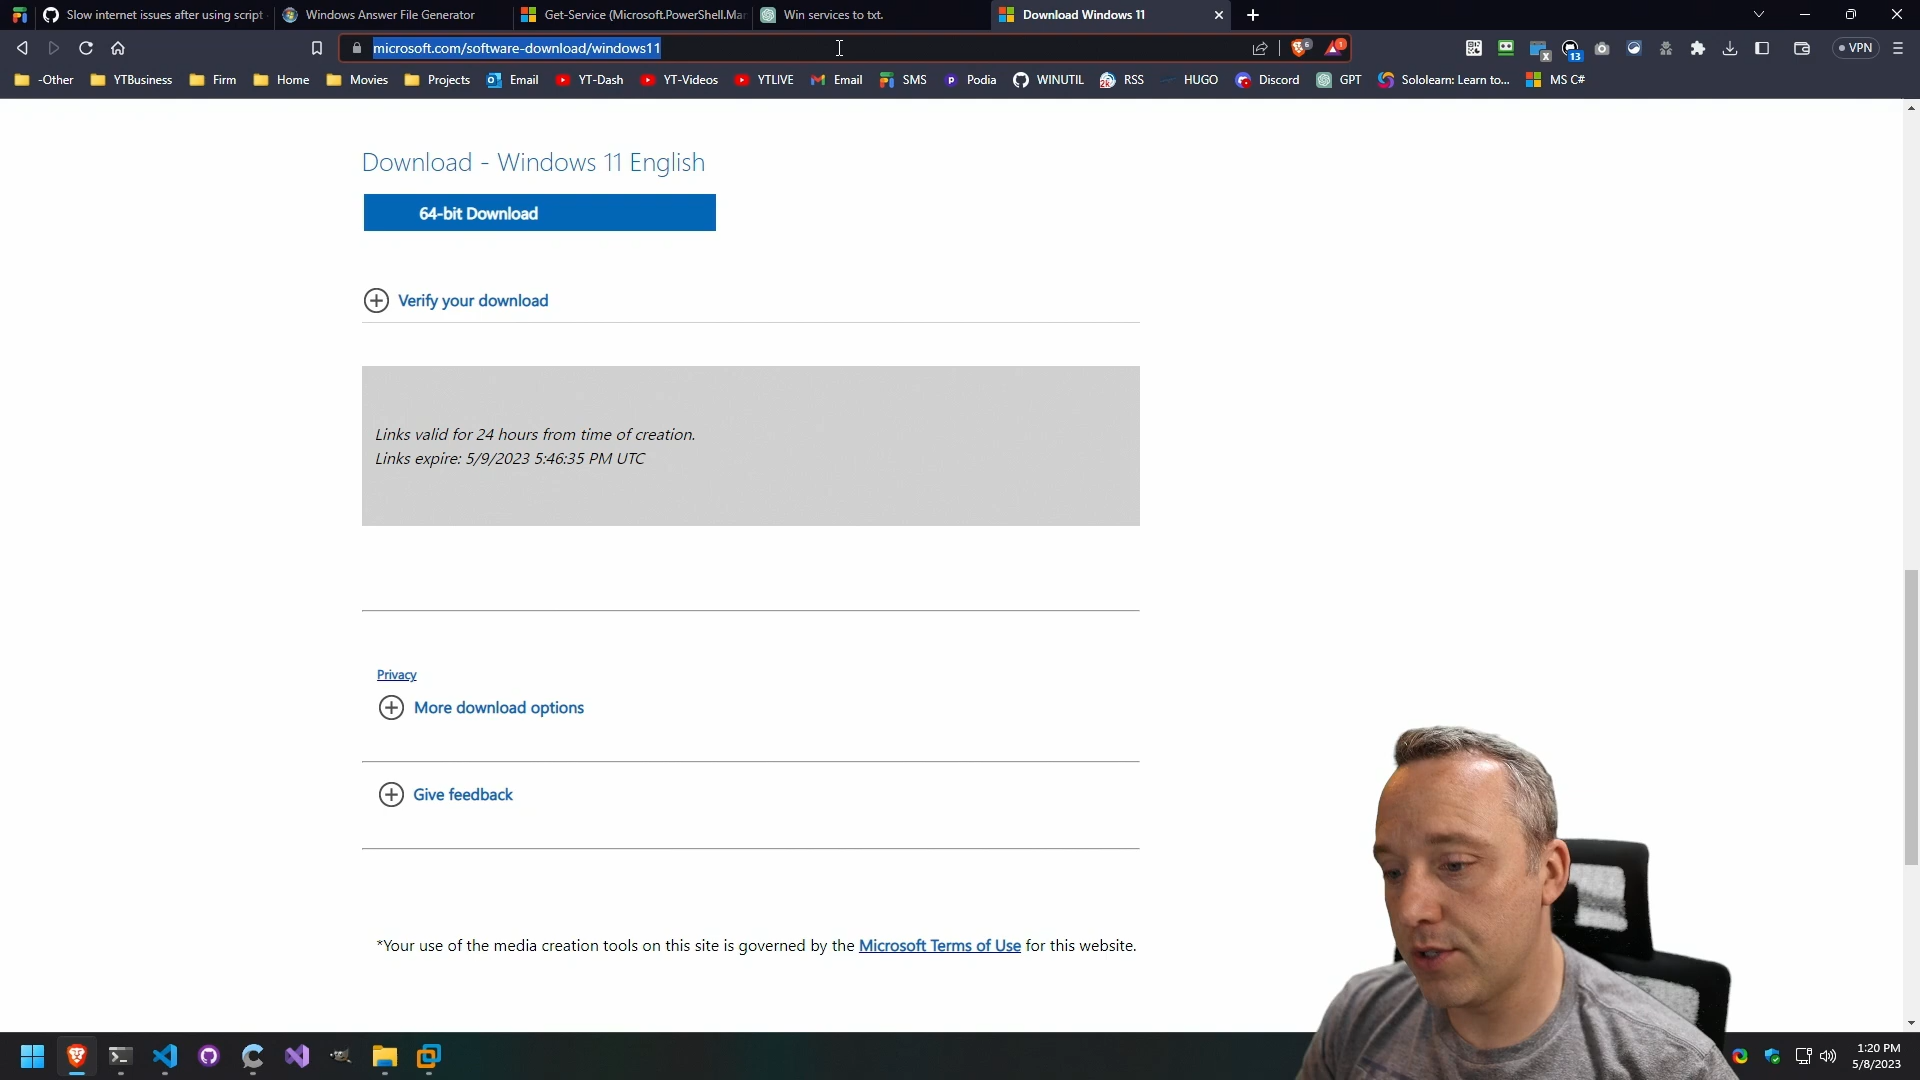 Slow internet issues after using script
Windows Answer File Generator
Get-Service (Microsoft.PowerShell.Mar
Win services to txt.
Download Windows 11
microsoft.com/software-download/windows11
6
1
13
VPN
-Other
YTBusiness
Firm
Home
Movies
Projects
Email
YT-Dash
YT-Videos
YTLIVE
Email
SMS
Podia
WINUTIL
RSS
HUGO
Discord
GPT
Sololearn: Learn to...
MS C#
Download - Windows 11 English
64-bit Download
Verify your download
Links valid for 24 hours from time of creation.
Links expire: 5/9/2023 5:46:35 PM UTC
Privacy
More download options
Give feedback
*Your use of the media creation tools on this site is governed by the Microsoft Terms of Use for this website.
1:20 PM
5/8/2023